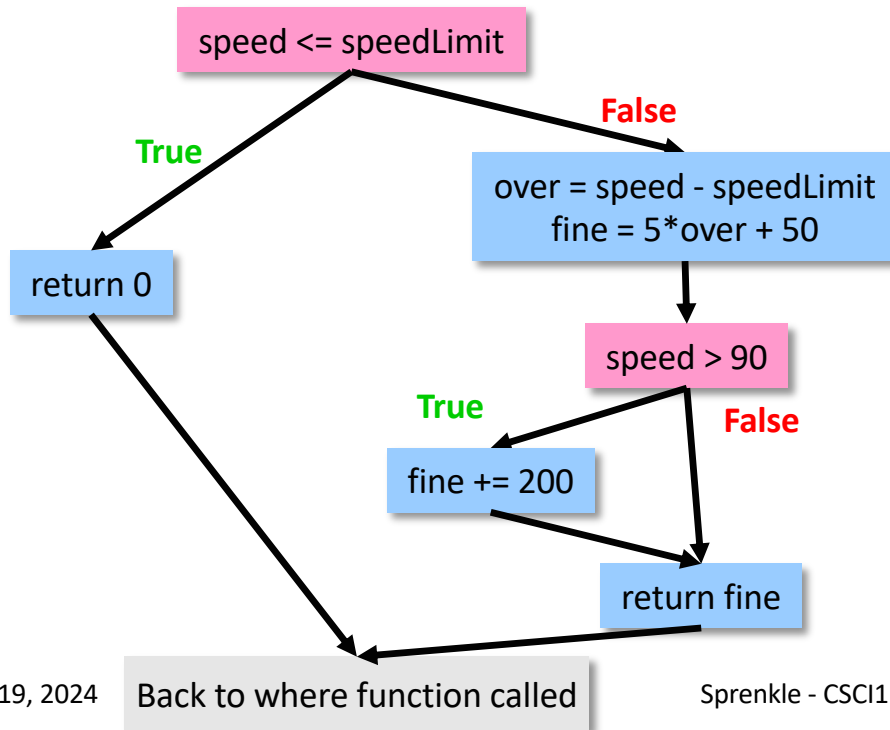 speed <= speedLimit
True
False
over = speed - speedLimit
fine = 5*over + 50
return 0
speed > 90
True
False
fine += 200
return fine
19, 2024
Back to where function called
Sprenkle - CSCI1